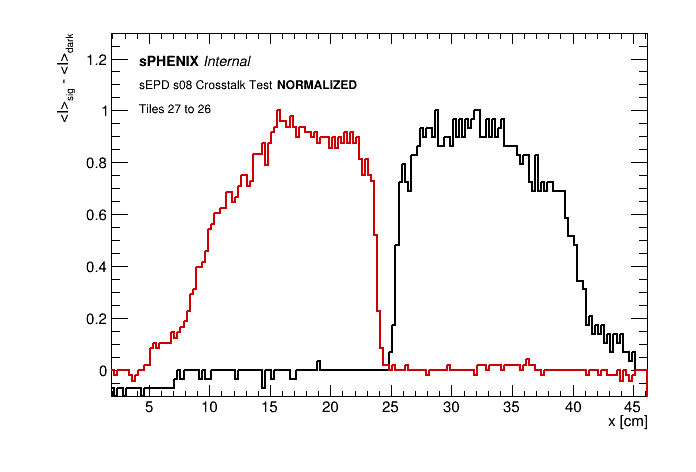 <I>sig - <I>dark
1.2
sPHENIX Internal
sEPD s08 Crosstalk Test NORMALIZED
Tiles 27 to 26
1
0.8
0.6
0.4
0.2
0
5 10 15 20 25 30 35 40 45
x [cm]